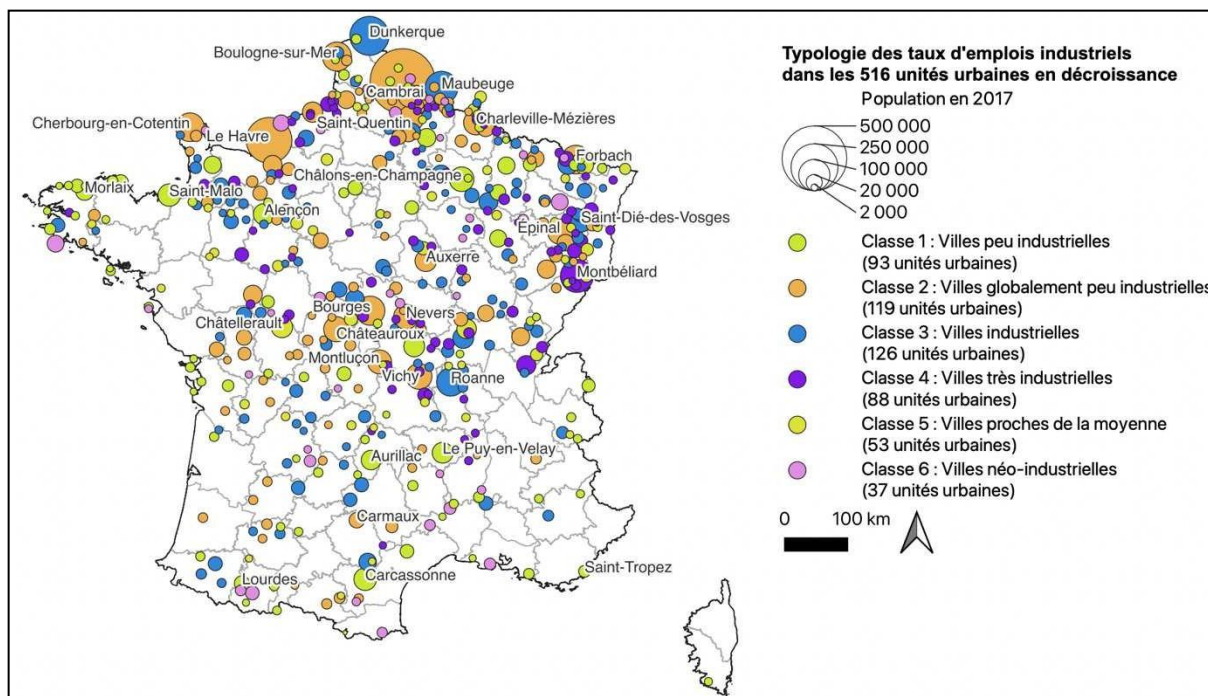 Dunkerque
Boulogne-sur-Mer
Maubeuge
Cambrai
Cherbourg-en-Cotentin
Saint-Quentin
Charleville-Mézières
Le Havre
Forbach
Châlons-en-Champagne
Morlaix
Saint-Malo
Alençon
Saint-Dié-des-Vosges
Épinal
Auxerre
Montbéliard
Bourges
Nevers
Châtellerault
Châteauroux
Montluçon
Vichy
Roanne
Aurillac
Le Puy-en-Velay
Carmaux
Lourdes
Carcassonne
Saint-Tropez
Typologie des taux d'emplois industriels
dans les 516 unités urbaines en décroissance
Population en 2017
500 000
250 000
100 000
20 000
2 000
Classe 1 : Villes peu industrielles
(93 unités urbaines)
Classe 2 : Villes globalement peu industrielles
(119 unités urbaines)
Classe 3 : Villes industrielles
(126 unités urbaines)
Classe 4 : Villes très industrielles
(88 unités urbaines)
Classe 5 : Villes proches de la moyenne
(53 unités urbaines)
Classe 6 : Villes néo-industrielles
(37 unités urbaines)
0 100 km